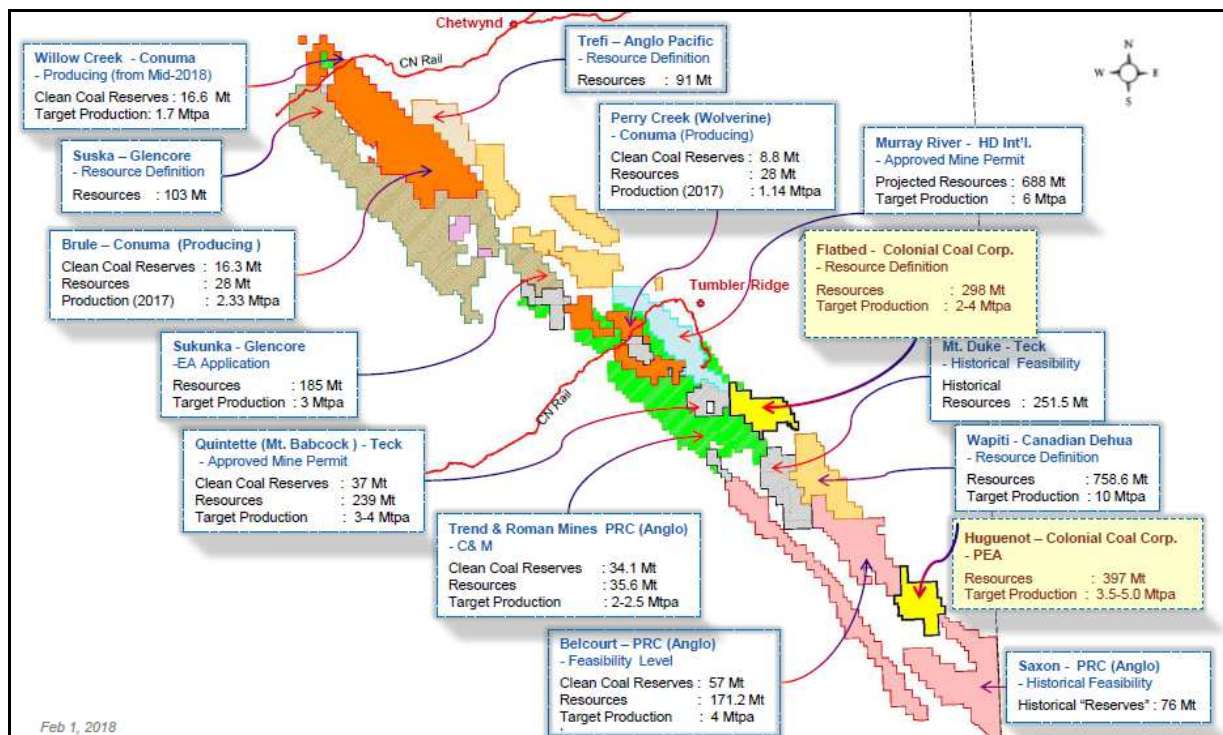 Chetwynd
CN Rail
N
W E
S
Willow Creek - Conuma
- Producing (from Mid-2018)
Clean Coal Reserves : 16.6 Mt
Target Production: 1.7 Mtpa
Trefi – Anglo Pacific
- Resource Definition
Resources : 91 Mt
Perry Creek (Wolverine)
- Conuma (Producing)
Clean Coal Reserves : 8.8 Mt
Resources : 28 Mt
Production (2017) : 1.14 Mtpa
Murray River - HD Int'l.
- Approved Mine Permit
Projected Resources : 688 Mt
Target Production : 6 Mtpa
Suska – Glencore
- Resource Definition
Resources : 103 Mt
Brule – Conuma (Producing )
Clean Coal Reserves : 16.3 Mt
Resources : 28 Mt
Production (2017) : 2.33 Mtpa
Flatbed - Colonial Coal Corp.
- Resource Definition
Resources : 298 Mt
Target Production : 2-4 Mtpa
Tumbler Ridge
Sukunka – Glencore
-EA Application
Resources : 185 Mt
Target Production : 3 Mtpa
Mt. Duke - Teck
- Historical Feasibility
Historical
Resources : 251.5 Mt
CN Rail
Quintette (Mt. Babcock ) - Teck
- Approved Mine Permit
Clean Coal Reserves : 37 Mt
Resources : 239 Mt
Target Production : 3-4 Mtpa
Wapiti - Canadian Dehua
- Resource Definition
Resources :758.6 Mt
Target Production : 10 Mtpa
Trend & Roman Mines PRC (Anglo)
- C& M
Clean Coal Reserves : 34.1 Mt
Resources : 35.6 Mt
Target Production : 2-2.5 Mtpa
Huguenot – Colonial Coal Corp.
- PEA
Resources : 397 Mt
Target Production : 3.5-5.0 Mtpa
Belcourt – PRC (Anglo)
- Feasibility Level
Clean Coal Reserves : 57 Mt
Resources : 171.2 Mt
Target Production : 4 Mtpa
Saxon - PRC (Anglo)
- Historical Feasibility
Historical "Reserves" : 76 Mt
Feb 1, 2018